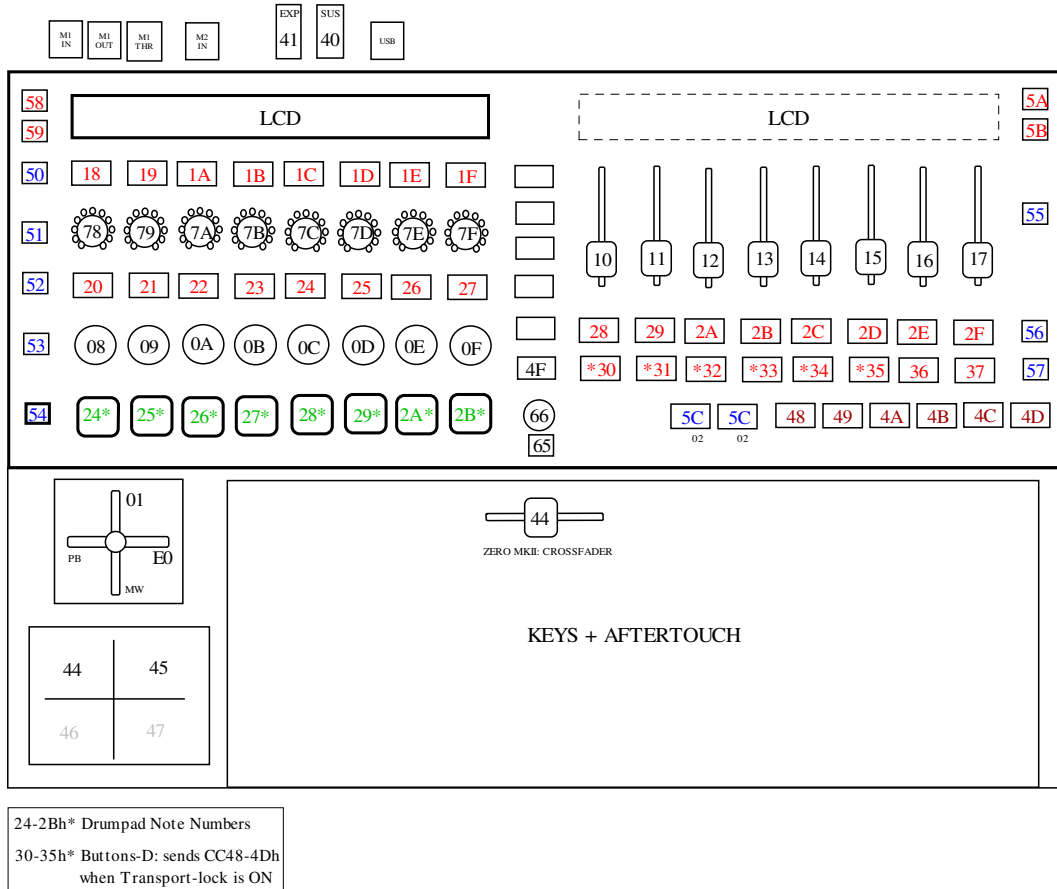 M1 IN
M1 OUT
M1 THR
M2 IN
EXP 41
SUS 40
USB
58
LCD
LCD
5A
59
5B
50
18 19 1A 1B 1C 1D 1E 1F
51
78 79 7A 7B 7C 7D 7E 7F
55
10 11 12 13 14 15 16 17
52
20 21 22 23 24 25 26 27
53
08 09 0A 0B 0C 0D 0E 0F
28 29 2A 2B 2C 2D 2E 2F
56
4F
*30 *31 *32 *33 *34 *35 36 37
57
54
24* 25* 26* 27* 28* 29* 2A* 2B*
66
5C 5C 48 49 4A 4B 4C 4D
02 02
65
01
PB
E0
MW
44
ZERO MKII: CROSSFADER
KEYS + AFTERTOUCH
44 45
46 47
24-2Bh* Drumpad Note Numbers
30-35h* Buttons-D: sends CC48-4Dh
when Transport-lock is ON